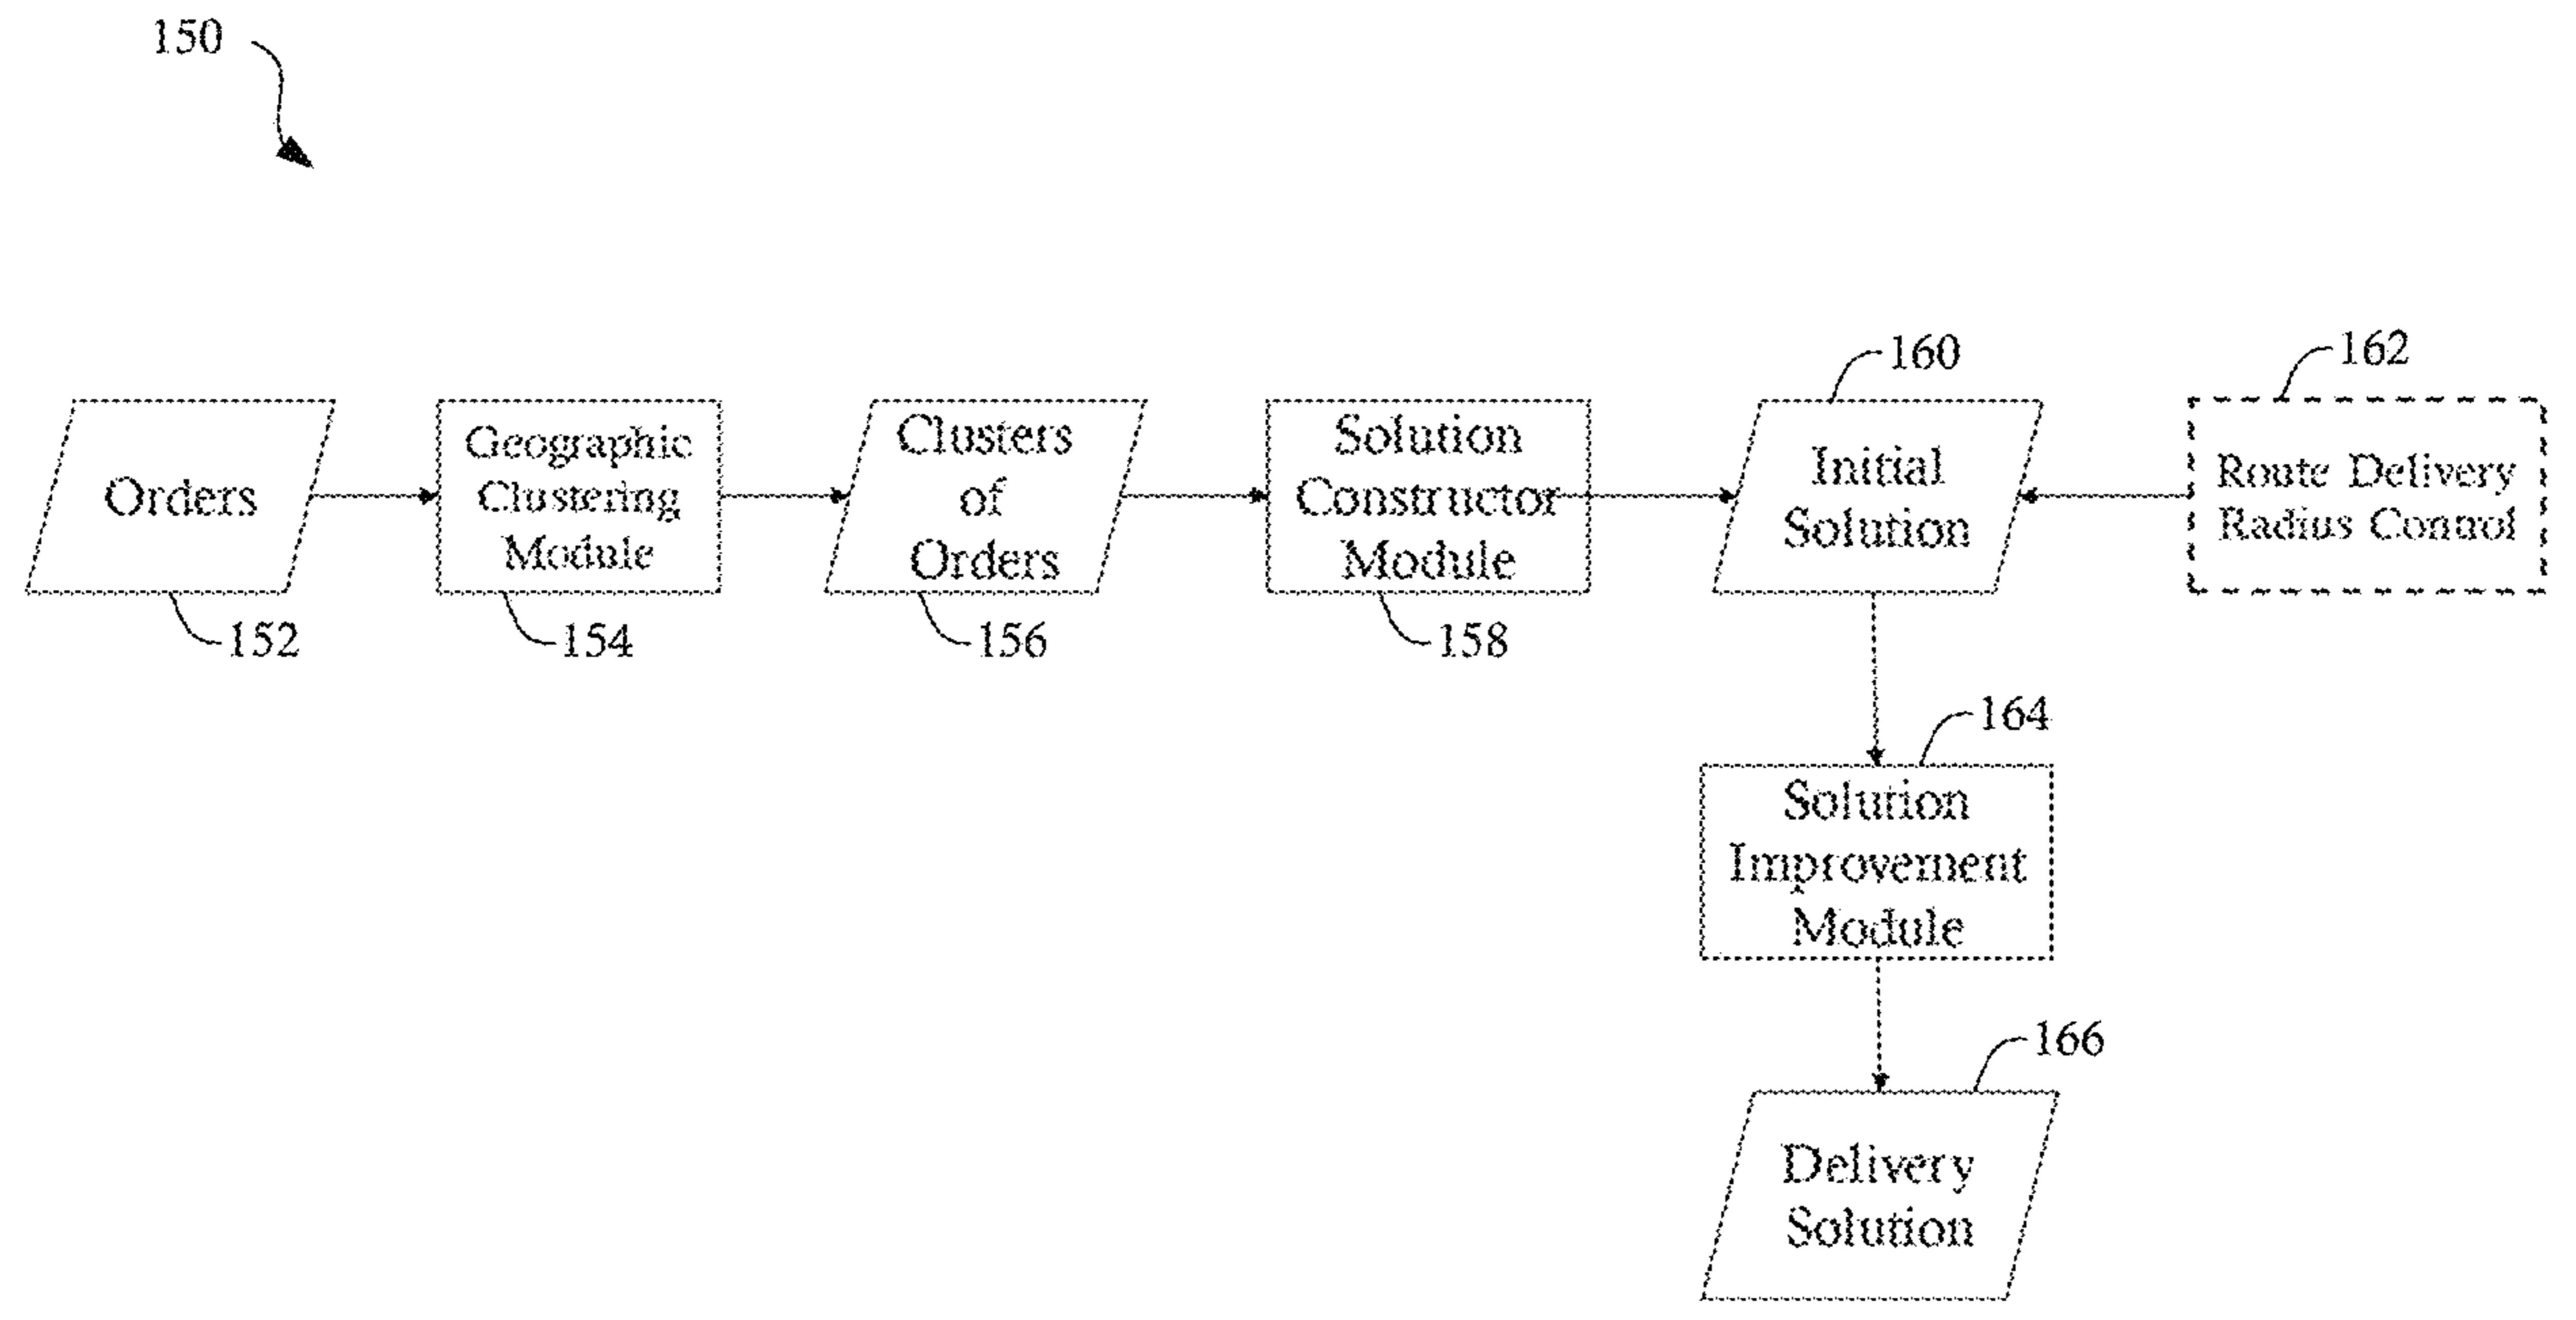 150
160
162
Orders
Geographic
Clustering
Module
Clusters
of
Orders
Solution
Constructor
Module
Initial
Solution
Route Delivery
Radius Control
152
154
156
158
164
Solution
Improvement
Module
166
Delivery
Solution